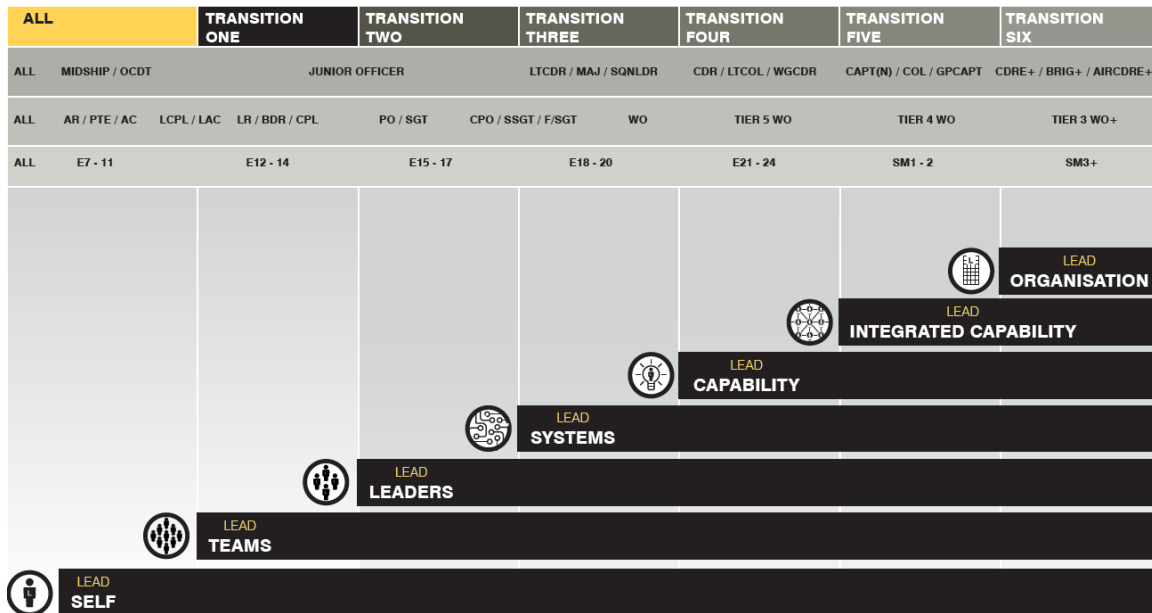 ALL
TRANSITION ONE
TRANSITION TWO
TRANSITION THREE
TRANSITION FOUR
TRANSITION FIVE
TRANSITION SIX
ALL MIDSHIP / OCDT JUNIOR OFFICER LTCDR / MAJ / SQNLDR CDR / LTCOL / WGCDR CAPT(N) / COL / GPCAPT CDRE+ / BRIG+ / AIRCDRE+
ALL AR / PTE / AC LCPL / LAC LR / BDR / CPL PO / SGT CPO / SSGT / F/SGT WO TIER 5 WO TIER 4 WO TIER 3 WO+
ALL E7 - 11 E12 - 14 E15 - 17 E18 - 20 E21 - 24 SM1 - 2 SM3+
LEAD
ORGANISATION
LEAD
INTEGRATED CAPABILITY
LEAD
CAPABILITY
LEAD
SYSTEMS
LEAD
LEADERS
LEAD
TEAMS
LEAD
SELF